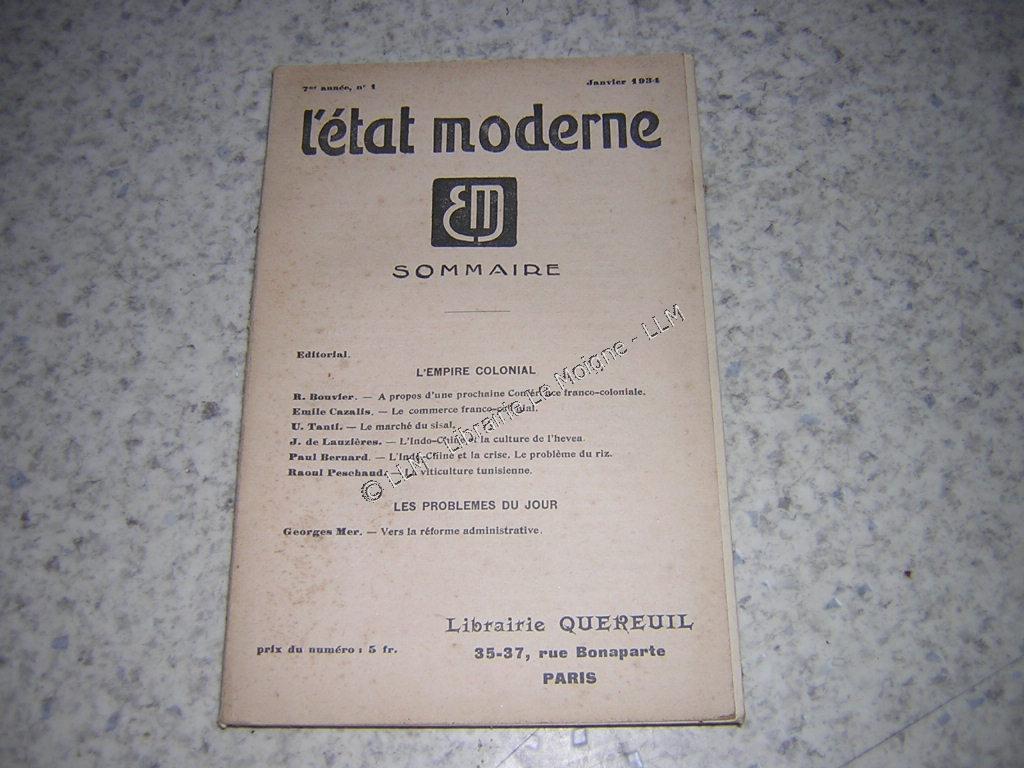 7me année, n° 1 Janvier 1934
l'état moderne
EM
SOMMAIRE
Editorial.
L'EMPIRE COLONIAL
R. Bouvier. — A propos d'une prochaine Conférence franco-coloniale.
Emile Cazalis. — Le commerce franco-colonial.
U. Tanti. — Le marché du sisal.
J. de Lauzières. — L'Indo-Chine et la culture de l'hevea.
Paul Bernard. — L'Indo-Chine et la crise. Le problème du riz.
Raoul Peschaud. — La viticulture tunisienne.
LES PROBLEMES DU JOUR
Georges Mer. — Vers la réforme administrative.
Librairie QUEREUIL
prix du numéro : 5 fr.
35-37, rue Bonaparte
PARIS
© LLM - Librairie Le Moigne - LLM